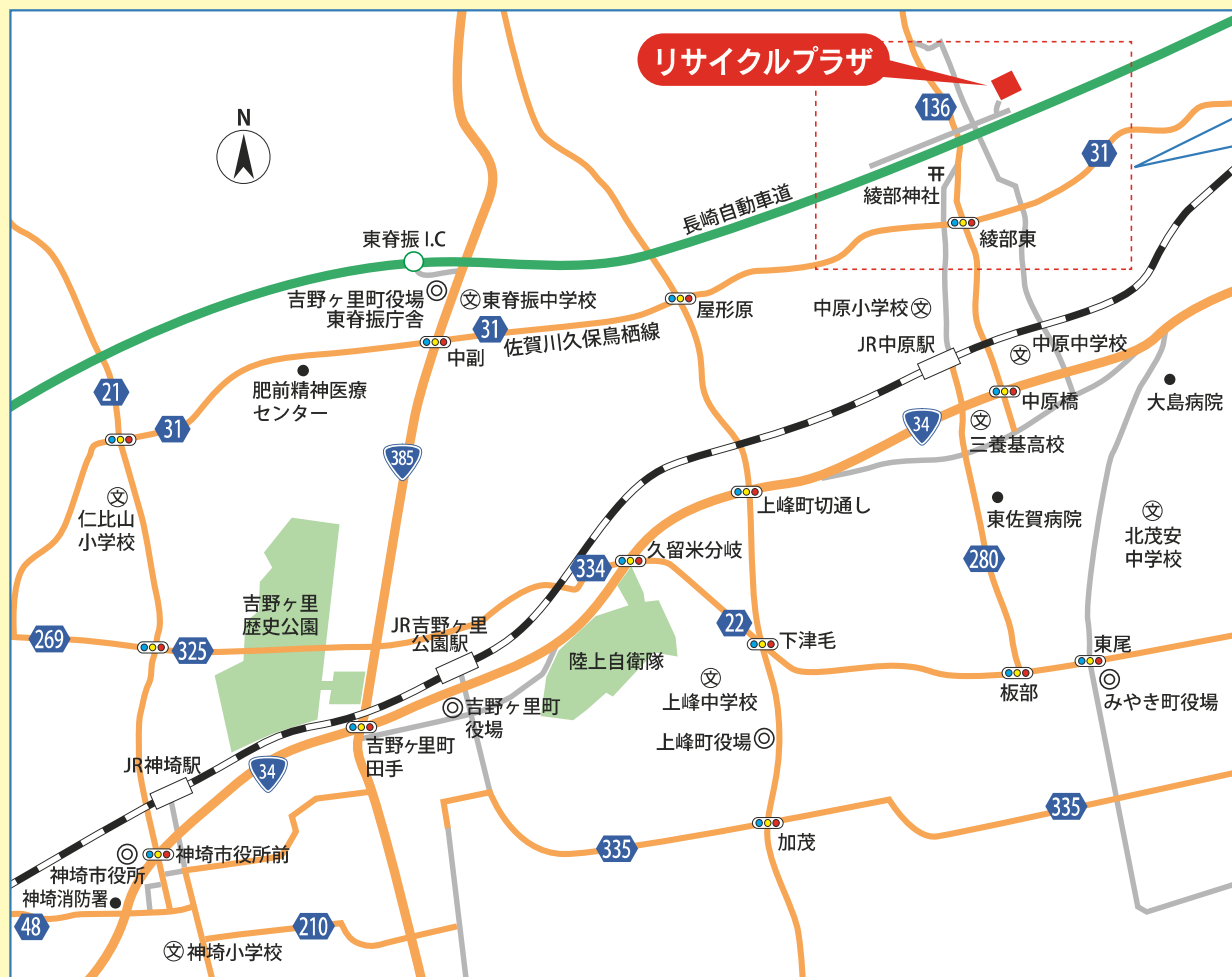 リサイクルプラザ
N
136
31
綾部神社
長崎自動車道
綾部東
東脊振 I.C
吉野ヶ里町役場
東脊振庁舎
文
東脊振中学校
31
佐賀川久保鳥栖線
屋形原
中原小学校
文
JR中原駅
中原中学校
文
中副
肥前精神医療
センター
21
31
385
34
中原橋
大島病院
文
三養基高校
文
仁比山
小学校
上峰町切通し
東佐賀病院
文
北茂安
中学校
久留米分岐
334
280
吉野ヶ里
歴史公園
JR吉野ヶ里
公園駅
22
下津毛
269
325
陸上自衛隊
東尾
文
上峰中学校
板部
みやき町役場
吉野ヶ里町
役場
上峰町役場
吉野ヶ里町
田手
JR神埼駅
34
335
335
加茂
神埼市役所前
神埼市役所
神埼消防署
48
210
文
神埼小学校